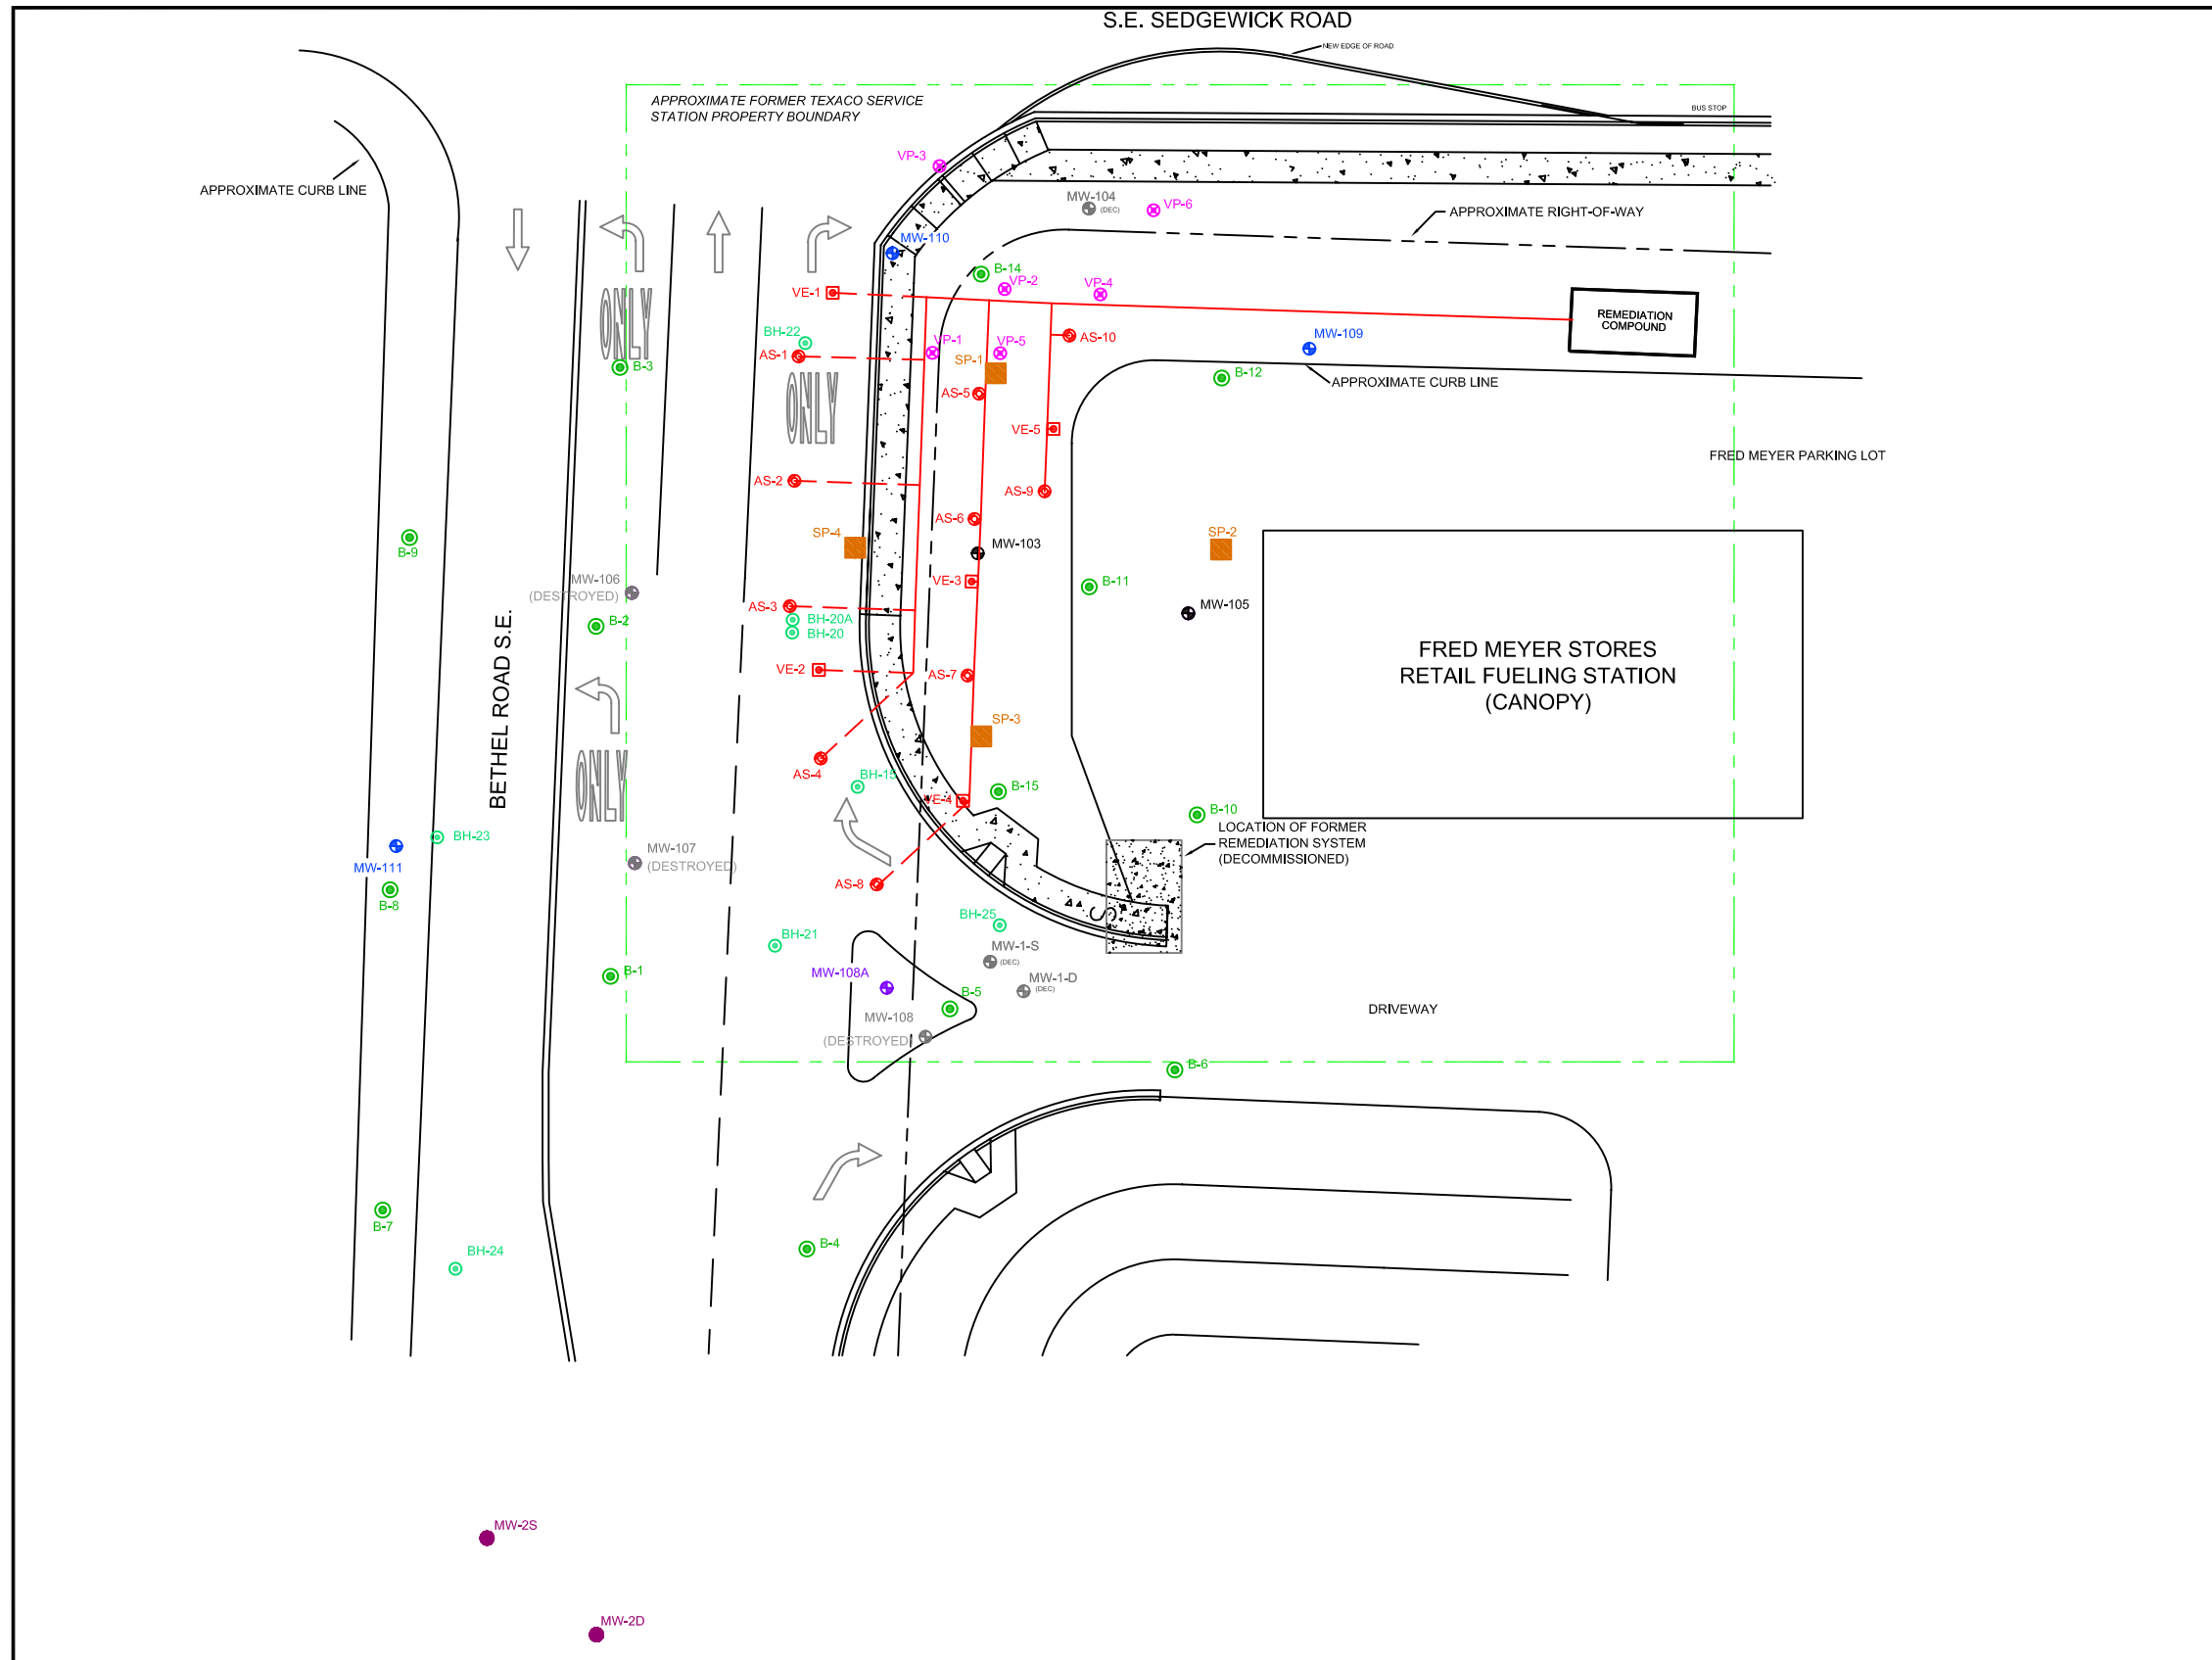 S.E. SEDGEWICK ROAD
NEW EDGE OF ROAD
APPROXIMATE FORMER TEXACO SERVICE
STATION PROPERTY BOUNDARY
BUS STOP
VP-3
APPROXIMATE CURB LINE
MW-104
(DEC)
VP-6
APPROXIMATE RIGHT-OF-WAY
MW-110
B-14
VP-2
VP-4
VE-1
ONLY
REMEDIATION
COMPOUND
BH-22
VP-1
VP-5
AS-10
MW-109
AS-1
SP-1
B-3
B-12
APPROXIMATE CURB LINE
ONLY
AS-5
VE-5
FRED MEYER PARKING LOT
AS-2
AS-9
AS-6
SP-4
MW-103
SP-2
B-9
MW-106
(DESTROYED)
VE-3
B-11
AS-3
MW-105
BH-20A
B-2
BH-20
BETHEL ROAD S.E.
FRED MEYER STORES
RETAIL FUELING STATION
(CANOPY)
VE-2
AS-7
SP-3
ONLY
AS-4
BH-15
B-15
VE-4
B-10
LOCATION OF FORMER
REMEDIATION SYSTEM
(DECOMMISSIONED)
BH-23
MW-107
(DESTROYED)
MW-111
AS-8
B-8
S
BH-25
BH-21
MW-1-S
(DEC)
B-1
MW-108A
MW-1-D
(DEC)
B-5
DRIVEWAY
MW-108
(DESTROYED)
B-6
B-7
B-4
BH-24
MW-2S
MW-2D